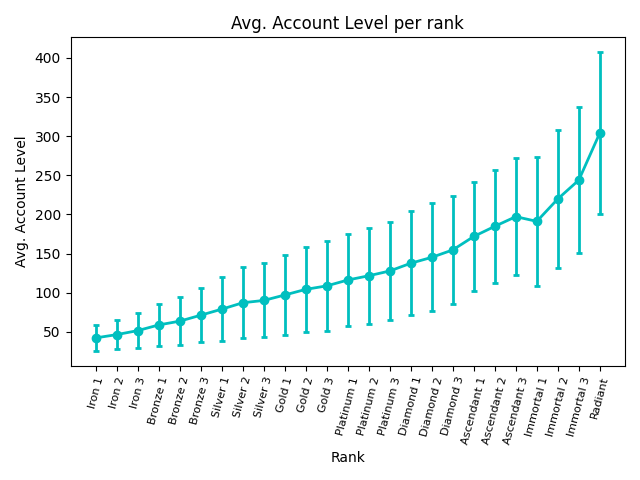 Avg. Account Level per rank
Avg. Account Level
400
350
300
250
200
150
100
50
Iron 1
Iron 2
Iron 3
Bronze 1
Bronze 2
Bronze 3
Silver 1
Silver 2
Silver 3
Gold 1
Gold 2
Gold 3
Platinum 1
Platinum 2
Platinum 3
Diamond 1
Diamond 2
Diamond 3
Ascendant 1
Ascendant 2
Ascendant 3
Immortal 1
Immortal 2
Immortal 3
Radiant
Rank